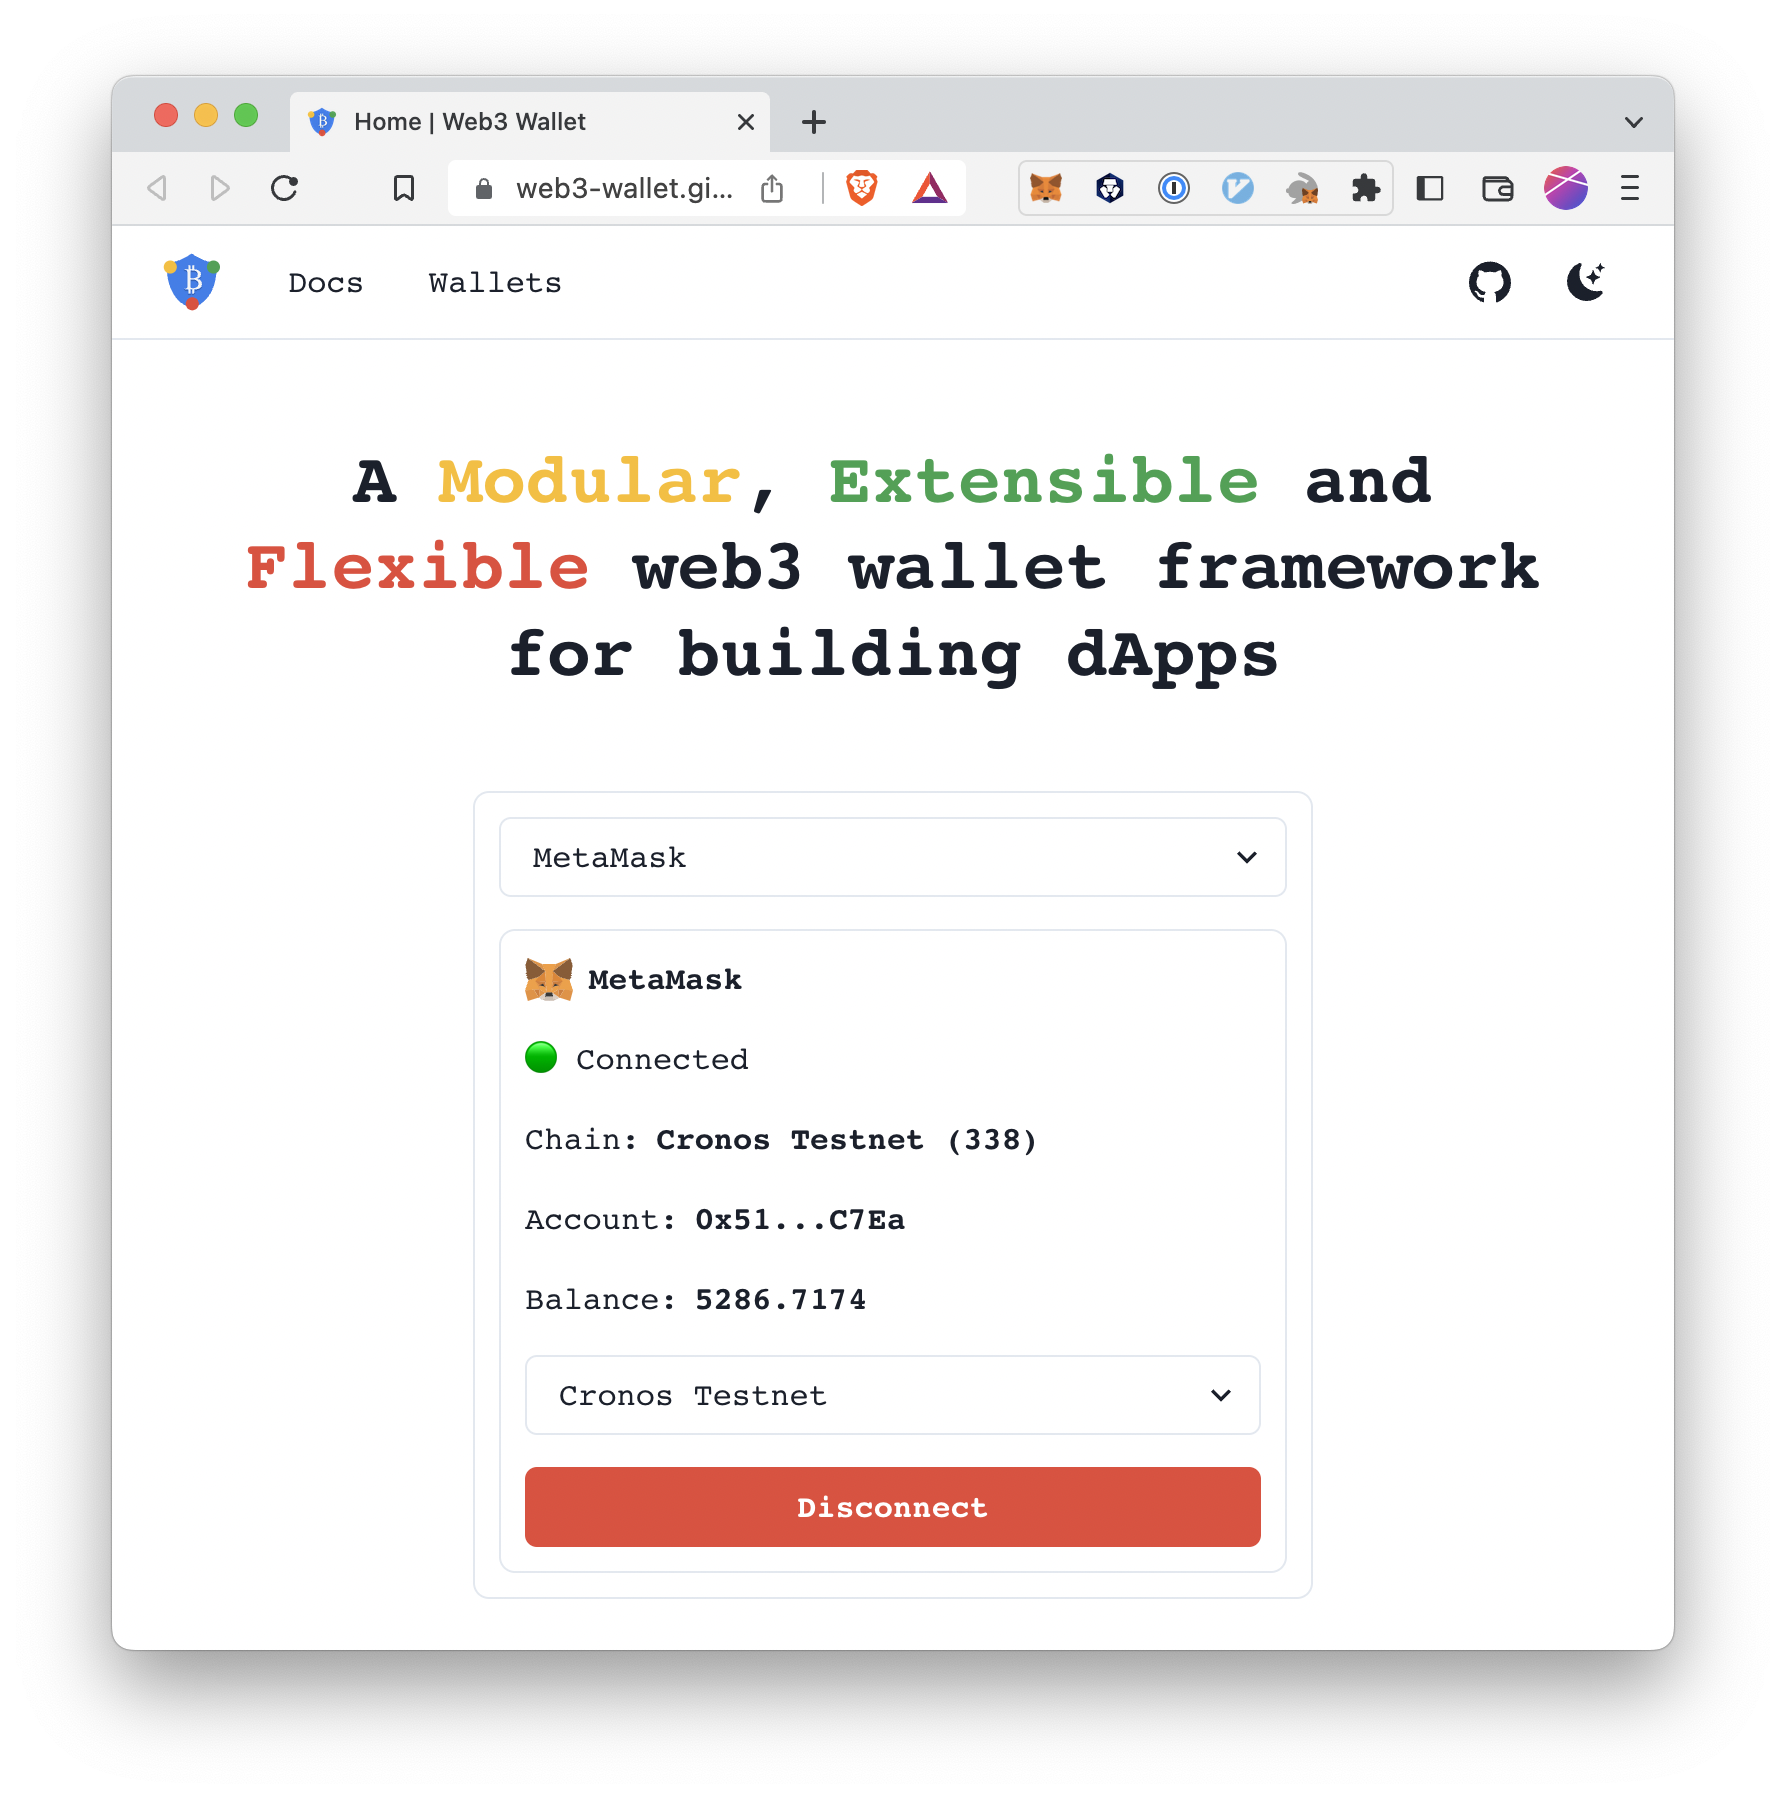 Home | Web3 Wallet
web3-wallet.gi...
Docs Wallets
A Modular, Extensible and
Flexible web3 wallet framework
for building dApps
MetaMask
MetaMask
Connected
Chain: Cronos Testnet (338)
Account: 0x51...C7Ea
Balance: 5286.7174
Cronos Testnet
Disconnect